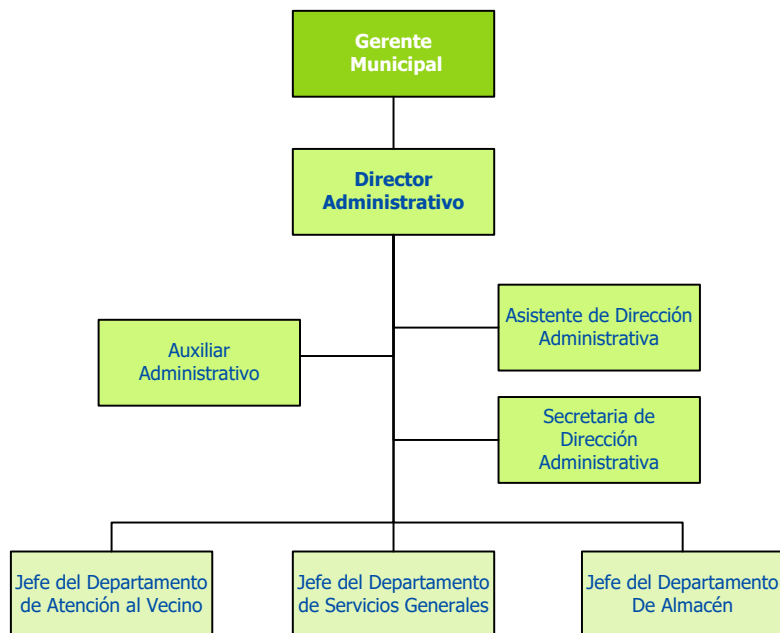 Gerente
Municipal
Director
Administrativo
Asistente de Dirección
Administrativa
Auxiliar
Administrativo
Secretaria de
Dirección
Administrativa
Jefe del Departamento
de Atención al Vecino
Jefe del Departamento
de Servicios Generales
Jefe del Departamento
De Almacén